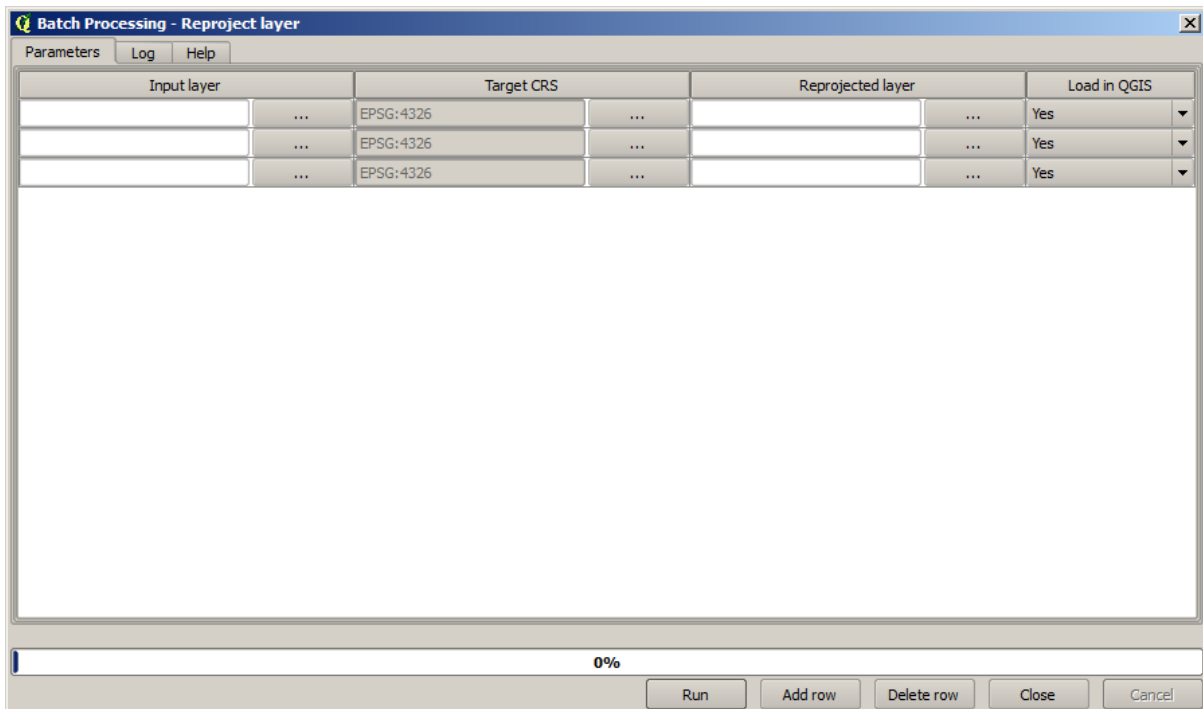 Batch Processing - Reproject layer
Parameters Log Help
Input layer Target CRS Reprojected layer Load in QGIS
... EPSG:4326 ... ... Yes
... EPSG:4326 ... ... Yes
... EPSG:4326 ... ... Yes
0%
Run Add row Delete row Close Cancel